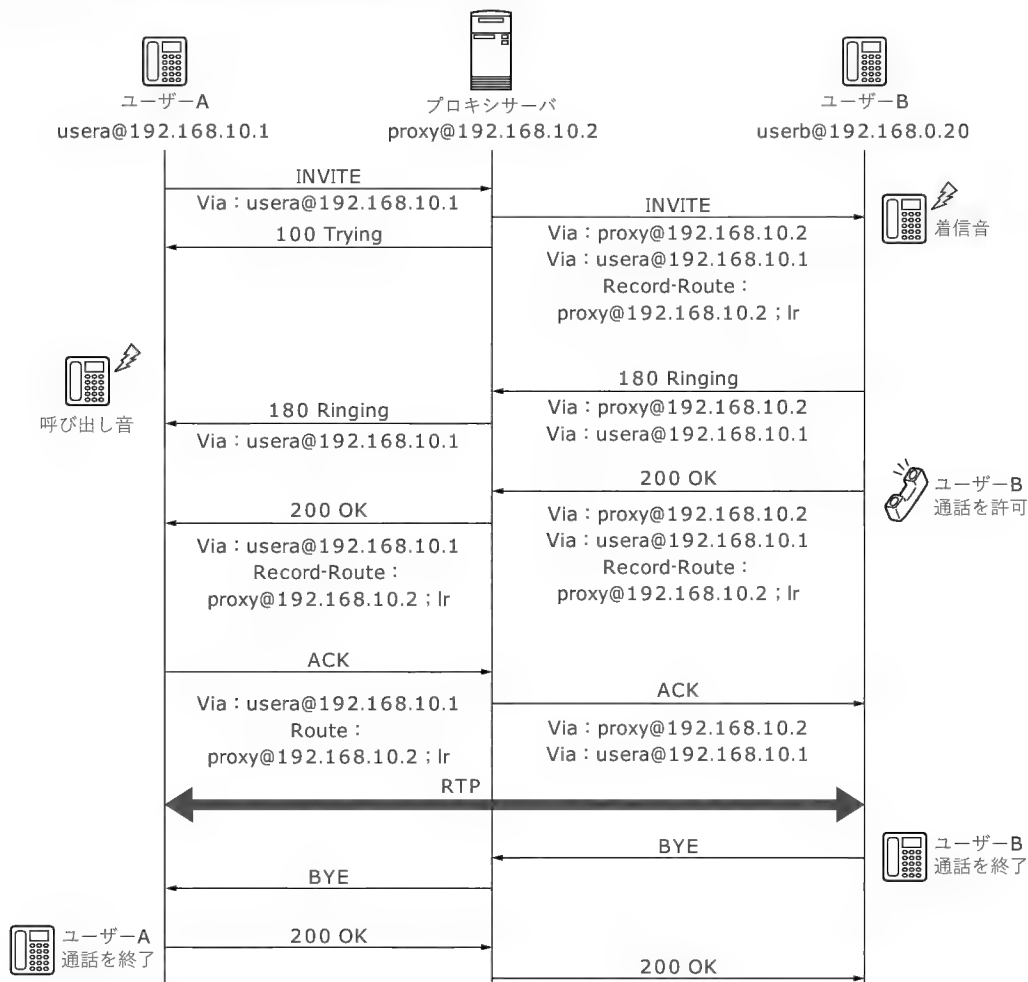 ユーザーA
usera@192.168.10.1
プロキシサーバ
proxy@192.168.10.2
ユーザーB
userb@192.168.0.20
INVITE
Via：usera@192.168.10.1
INVITE
Via：proxy@192.168.10.2
Via：usera@192.168.10.1
Record-Route：
proxy@192.168.10.2；lr
着信音
100 Trying
180 Ringing
Via：proxy@192.168.10.2
Via：usera@192.168.10.1
呼び出し音
180 Ringing
Via：usera@192.168.10.1
200 OK
Via：proxy@192.168.10.2
Via：usera@192.168.10.1
Record-Route：
proxy@192.168.10.2；lr
ユーザーB
通話を許可
200 OK
Via：usera@192.168.10.1
Record-Route：
proxy@192.168.10.2；lr
ACK
Via：usera@192.168.10.1
Route：
proxy@192.168.10.2；lr
ACK
Via：proxy@192.168.10.2
Via：usera@192.168.10.1
RTP
BYE
ユーザーB
通話を終了
BYE
ユーザーA
通話を終了
200 OK
200 OK